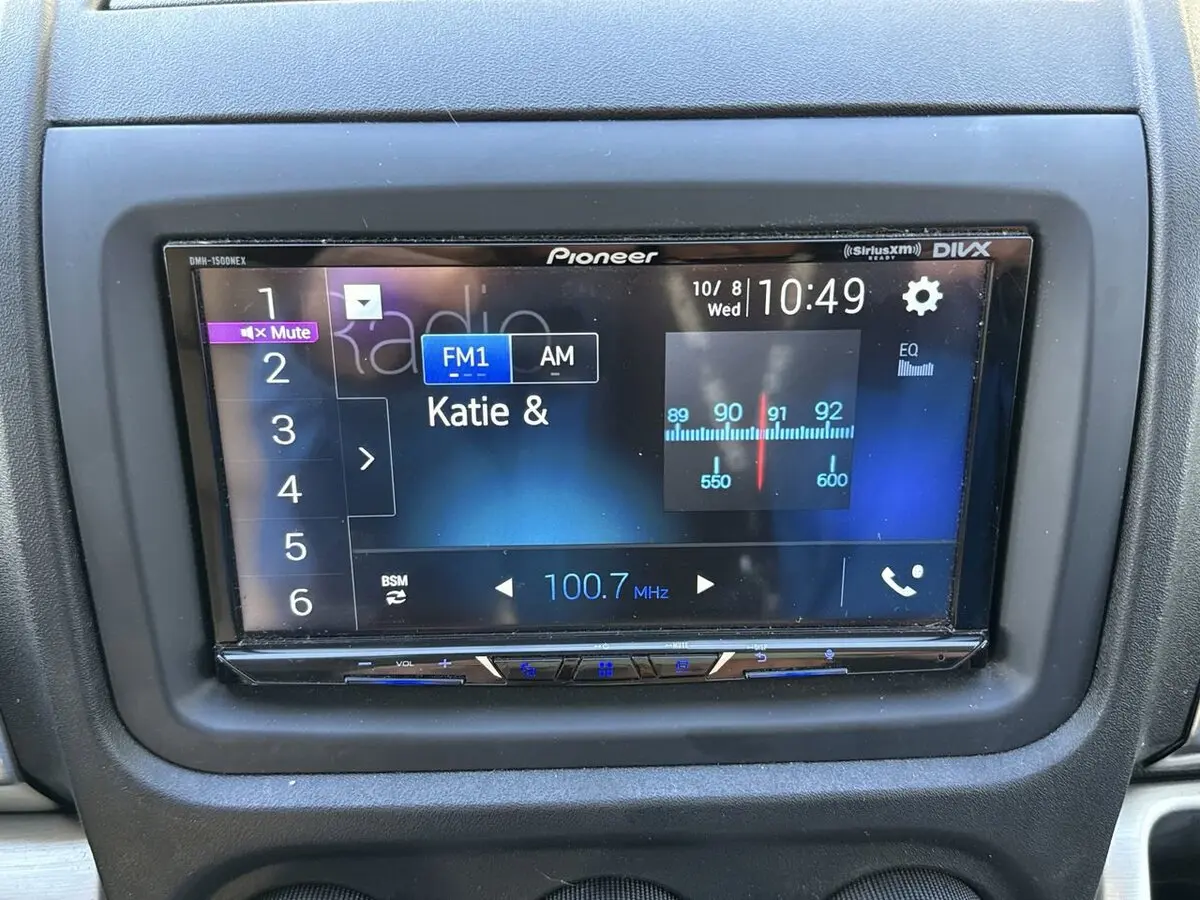 DMH-1500NEX
Pioneer
((SiriusXM))
READY
DIVX
Radio
1
Mute
2
3
4
5
6
FM1
AM
Katie &
10/ 8
Wed
10:49
EQ
89 90 91 92
550 600
BSM
100.7 MHz
− VOL +